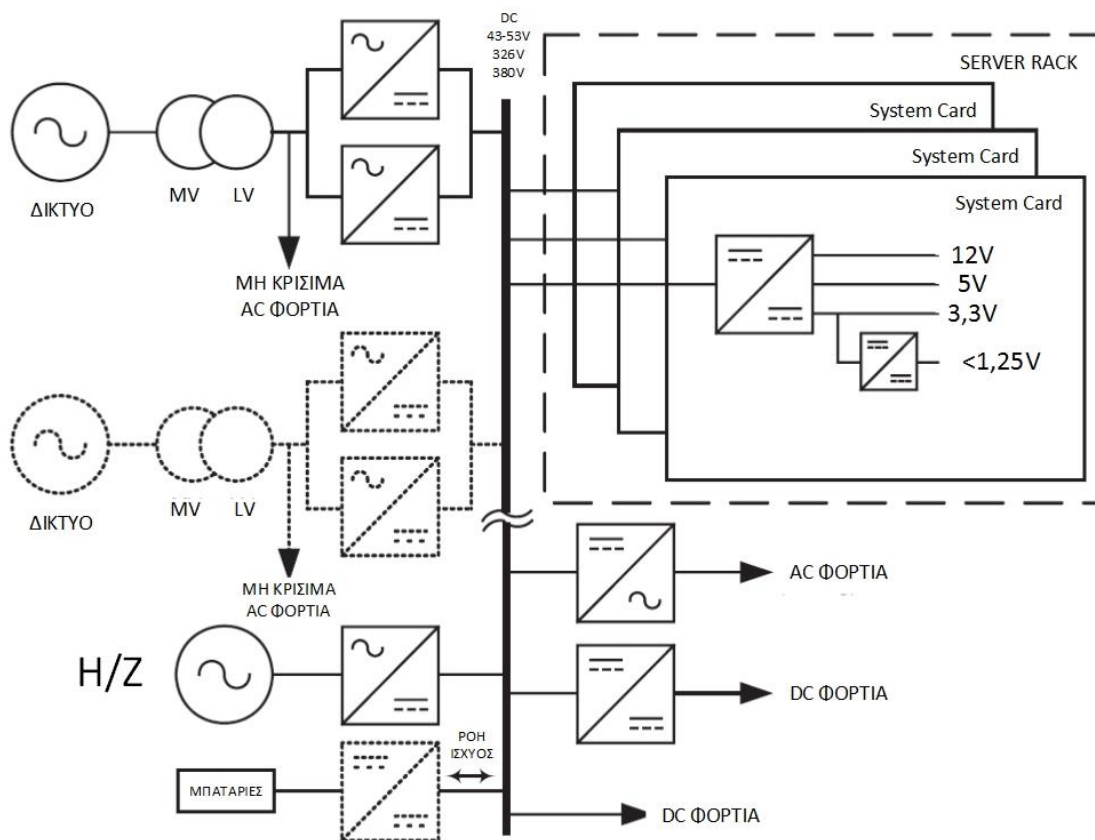 DC
43-53V
326V
380V
SERVER RACK
System Card
System Card
System Card
ΔΙΚΤΥΟ
MV
LV
ΜΗ ΚΡΙΣΙΜΑ
AC ΦΟΡΤΙΑ
12V
5V
3,3V
<1,25V
ΔΙΚΤΥΟ
MV
LV
ΜΗ ΚΡΙΣΙΜΑ
AC ΦΟΡΤΙΑ
AC ΦΟΡΤΙΑ
Η/Ζ
DC ΦΟΡΤΙΑ
ΡΟΗ
ΙΣΧΥΟΣ
ΜΠΑΤΑΡΙΕΣ
DC ΦΟΡΤΙΑ